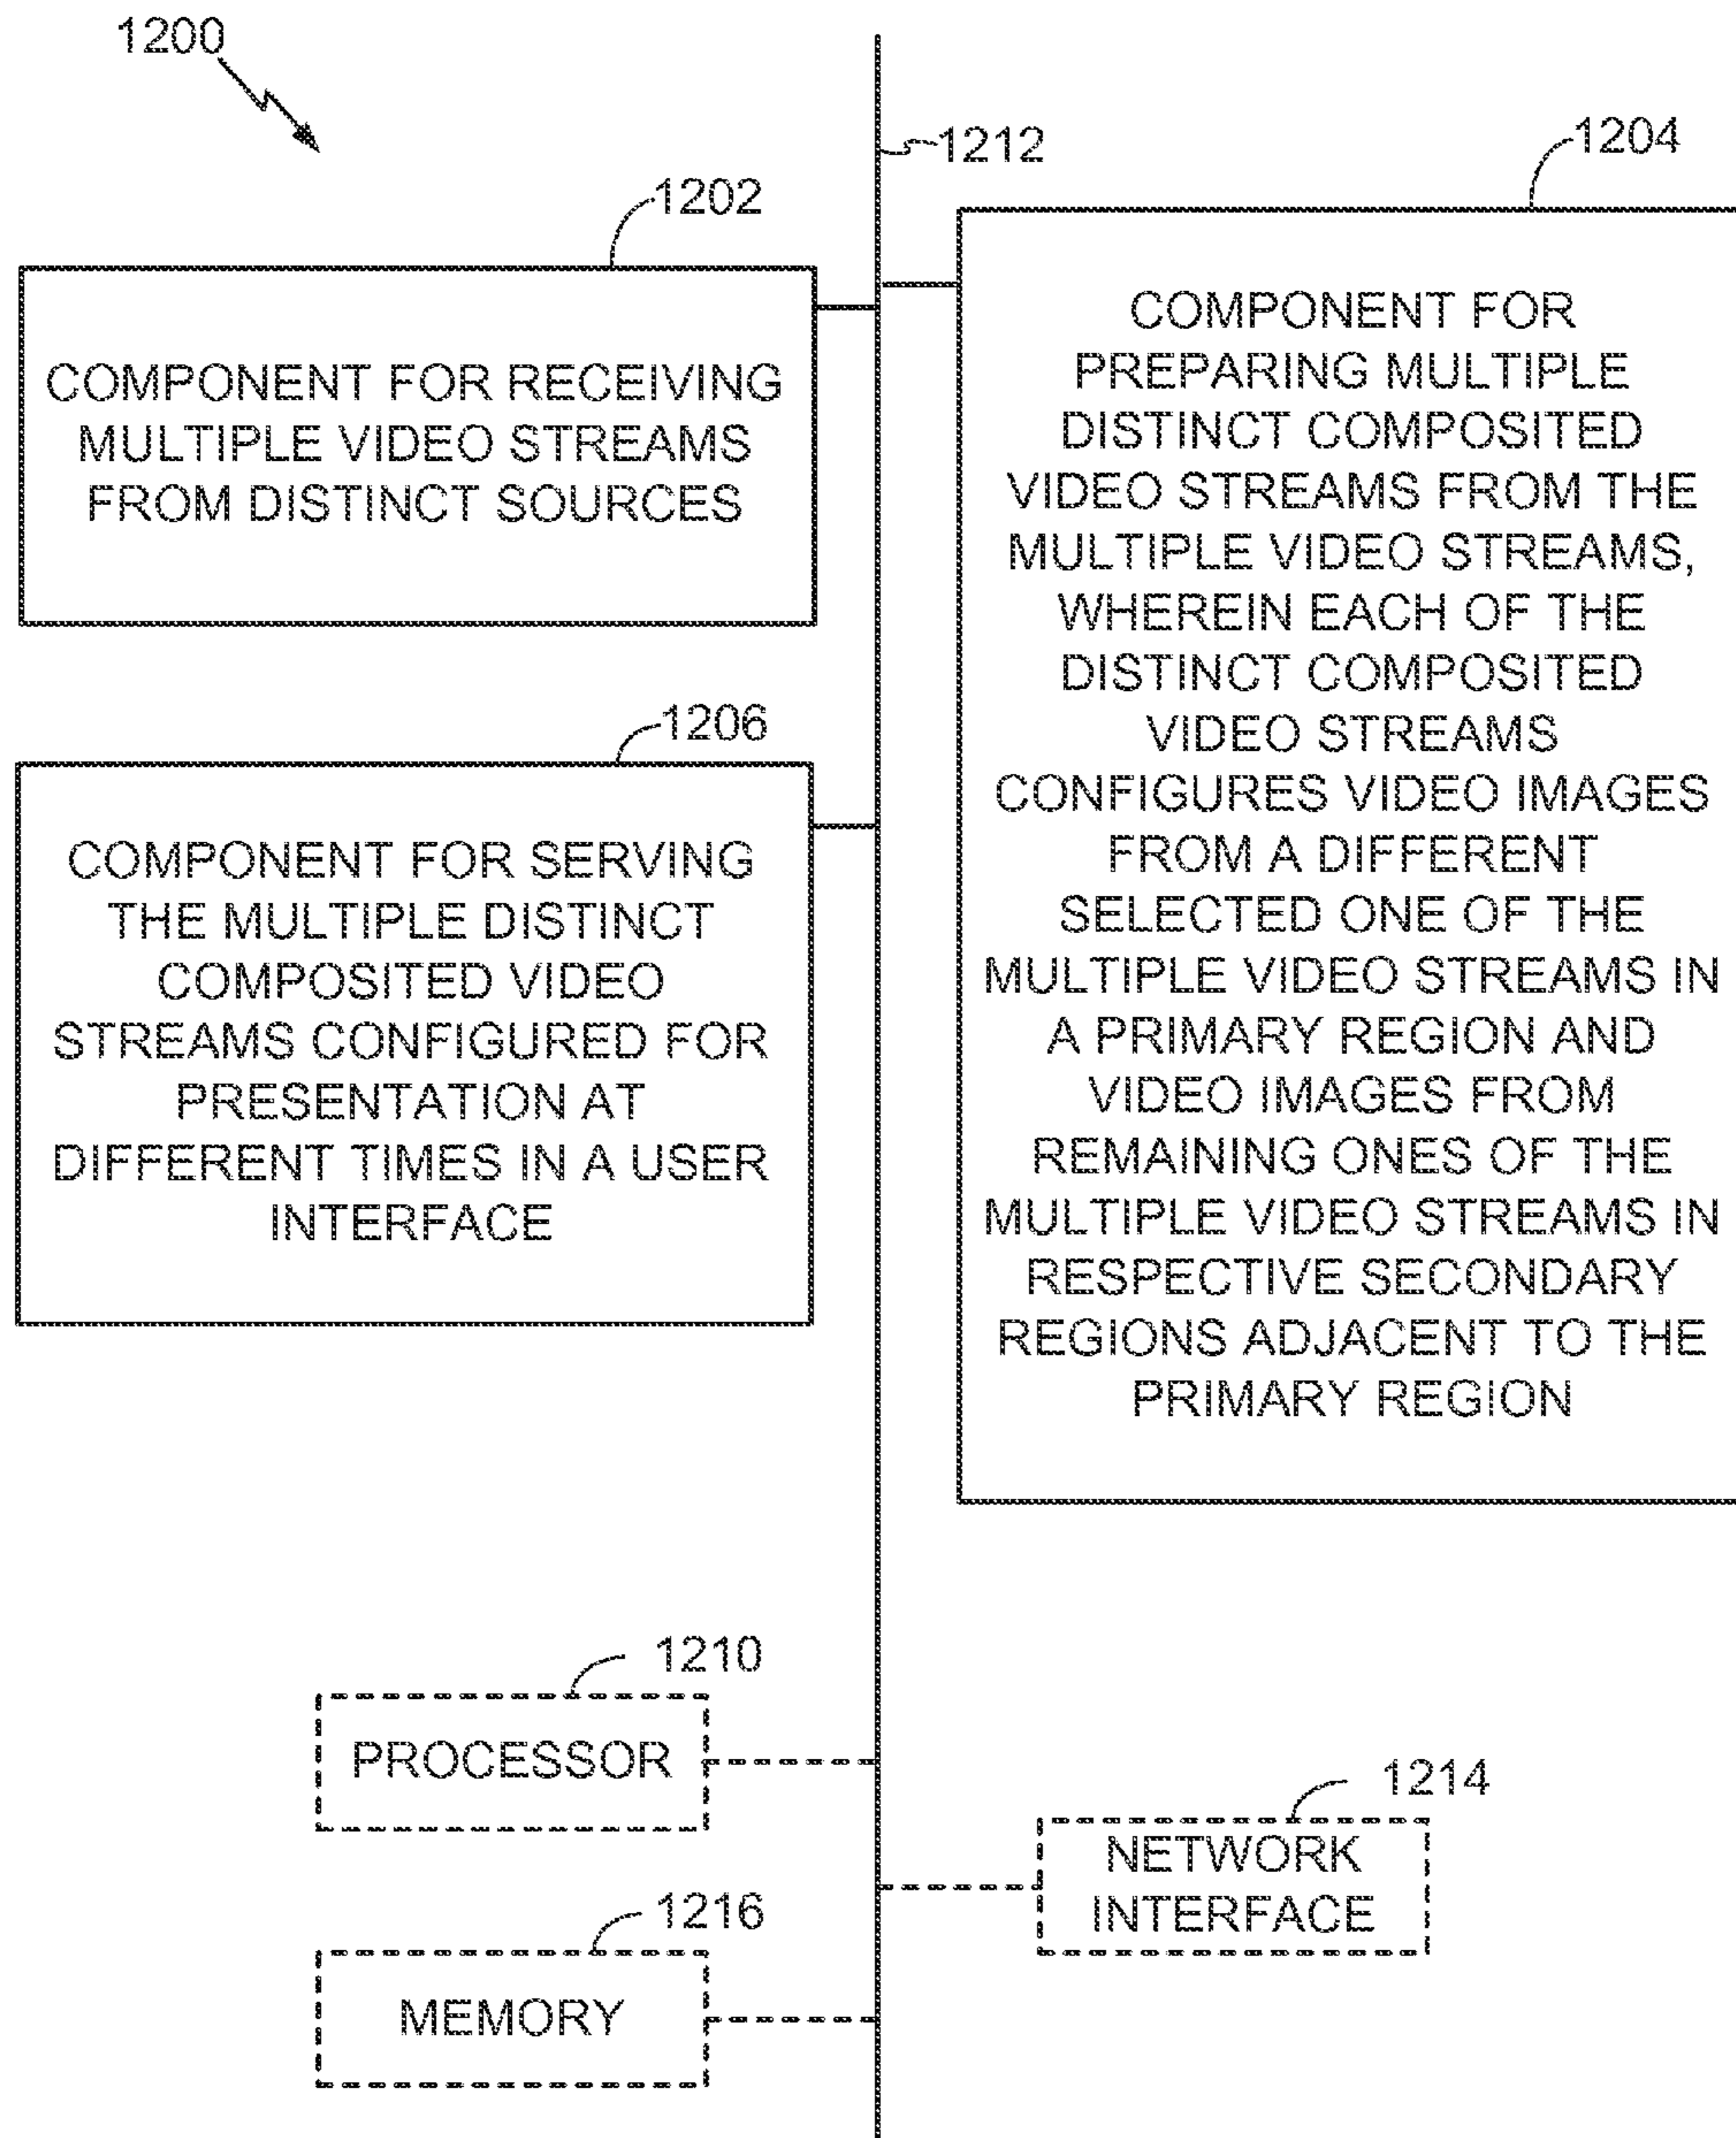 1200
1212
1204
1202
COMPONENT FOR RECEIVING
MULTIPLE VIDEO STREAMS
FROM DISTINCT SOURCES
COMPONENT FOR
PREPARING MULTIPLE
DISTINCT COMPOSITED
VIDEO STREAMS FROM THE
MULTIPLE VIDEO STREAMS,
WHEREIN EACH OF THE
DISTINCT COMPOSITED
VIDEO STREAMS
CONFIGURES VIDEO IMAGES
FROM A DIFFERENT
SELECTED ONE OF THE
MULTIPLE VIDEO STREAMS IN
A PRIMARY REGION AND
VIDEO IMAGES FROM
REMAINING ONES OF THE
MULTIPLE VIDEO STREAMS IN
RESPECTIVE SECONDARY
REGIONS ADJACENT TO THE
PRIMARY REGION
1206
COMPONENT FOR SERVING
THE MULTIPLE DISTINCT
COMPOSITED VIDEO
STREAMS CONFIGURED FOR
PRESENTATION AT
DIFFERENT TIMES IN A USER
INTERFACE
1210
PROCESSOR
1214
NETWORK
INTERFACE
1216
MEMORY